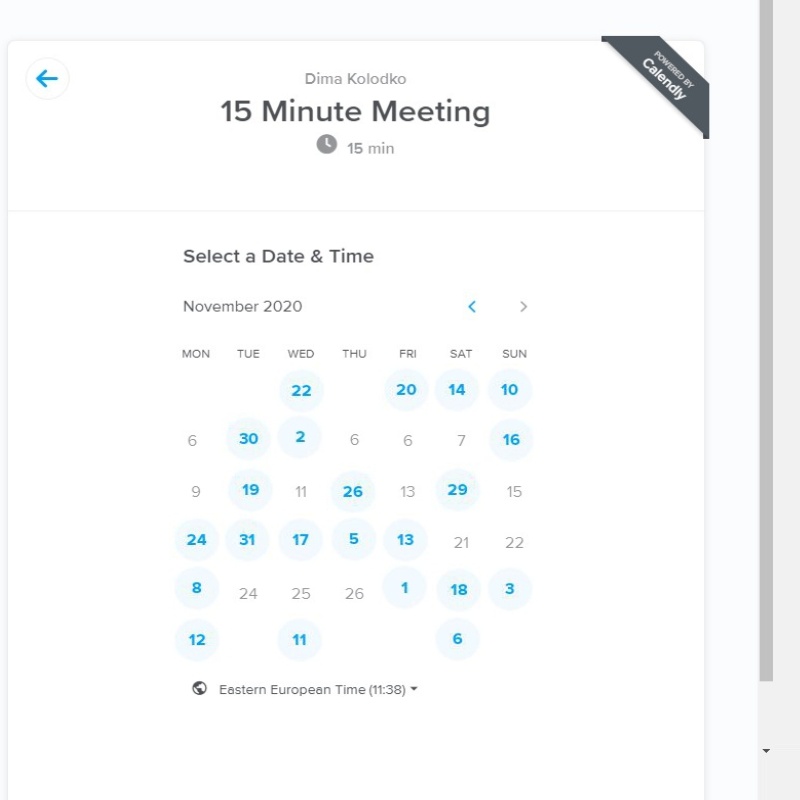 POWERED BY
Calendly
Dima Kolodko
15 Minute Meeting
15 min
Select a Date & Time
November 2020
MON TUE WED THU FRI SAT SUN
22 20 14 10
6 30 2 6 6 7 16
9 19 11 26 13 29 15
24 31 17 5 13 21 22
8 24 25 26 1 18 3
12 11 6
Eastern European Time (11:38)